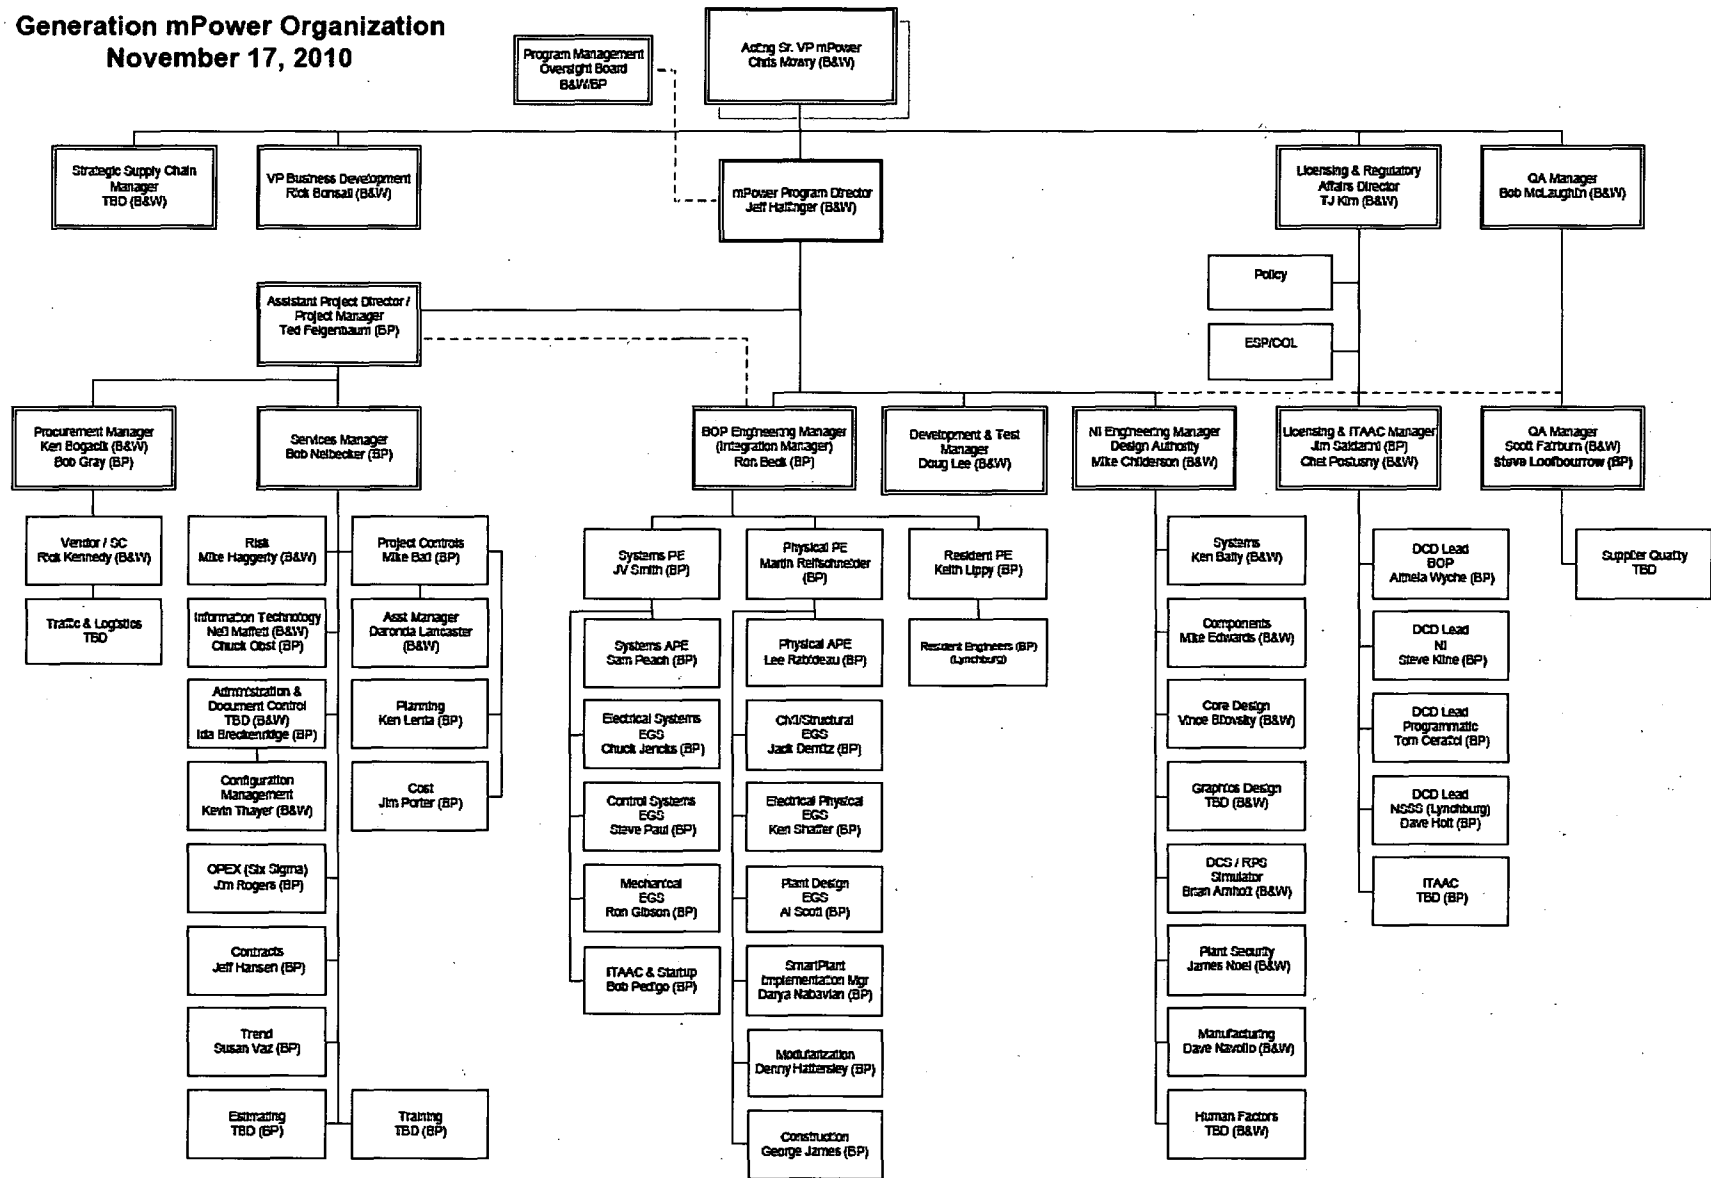 Generation mPower Organization
November 17, 2010
Program Management
Oversight Board
B&W/BP
Acting Sr. VP mPower
Chris Mowry (B&W)
Strategic Supply Chain
Manager
TBD (B&W)
VP Business Development
Rick Bonsall (B&W)
mPower Program Director
Jeff Halfinger (B&W)
Licensing & Regulatory
Affairs Director
TJ Kim (B&W)
QA Manager
Bob McLaughlin (B&W)
Policy
ESP/COL
Assistant Project Director /
Project Manager
Ted Feigenbaum (BP)
Procurement Manager
Ken Bogacik (B&W)
Bob Gray (BP)
Services Manager
Bob Neibecker (BP)
BOP Engineering Manager
(Integration Manager)
Ron Beck (BP)
Development & Test
Manager
Doug Lee (B&W)
NI Engineering Manager
Design Authority
Mike Childerson (B&W)
Licensing & ITAAC Manager
Jim (BP)
Chet Poslusny (B&W)
QA Manager
Scott Fairburn (B&W)
Steve Loofbourrow (BP)
Vendor / SC
Rick Kennedy (B&W)
Traffic & Logistics
TBD
Risk
Mike Haggerty (B&W)
Information Technology
Neil Maffett (B&W)
Chuck Obst (BP)
Administration &
Document Control
TBD (B&W)
Ida Breckenridge (BP)
Configuration
Management
Kevin Thayer (B&W)
OPEX (Six Sigma)
Jim Rogers (BP)
Contracts
Jeff Hansen (BP)
Trend
Susan Vaz (BP)
Estimating
TBD (BP)
Project Controls
Mike Ball (BP)
Asst Manager
Daronda Lancaster
(B&W)
Planning
Ken Lenta (BP)
Cost
Jim Porter (BP)
Training
TBD (BP)
Systems PE
JV Smith (BP)
Systems APE
Sam Peach (BP)
Electrical Systems
EGS
Chuck Jencks (BP)
Control Systems
EGS
Steve Paul (BP)
Mechanical
EGS
Ron Gibson (BP)
ITAAC & Startup
Bob Pedigo (BP)
Physical PE
Martin Reifschneider
(BP)
Physical APE
Lee Rabideau (BP)
Civil/Structural
EGS
Jack Demitz (BP)
Electrical Physical
EGS
Ken Shaffer (BP)
Plant Design
EGS
Al Scott (BP)
SmartPlant
Implementation Mgr
Darya Nabavian (BP)
Modularization
Denny Hattersley (BP)
Construction
George James (BP)
Resident PE
Keith Lippy (BP)
Resident Engineers (BP)
(Lynchburg)
Systems
Ken Batty (B&W)
Components
Mike Edwards (B&W)
Core Design
Vince Bilovsky (B&W)
Graphics Design
TBD (B&W)
DCS / RPS
Simulator
Brian Arnholt (B&W)
Plant Security
James Noel (B&W)
Manufacturing
Dave Navolio (B&W)
Human Factors
TBD (B&W)
DCD Lead
BOP
Wyche (BP)
DCD Lead
NI
Steve Kline (BP)
DCD Lead
Programmatic
Tom (BP)
DCD Lead
NSSS (Lynchburg)
Dave Holt (BP)
ITAAC
TBD (BP)
Supplier Quality
TBD